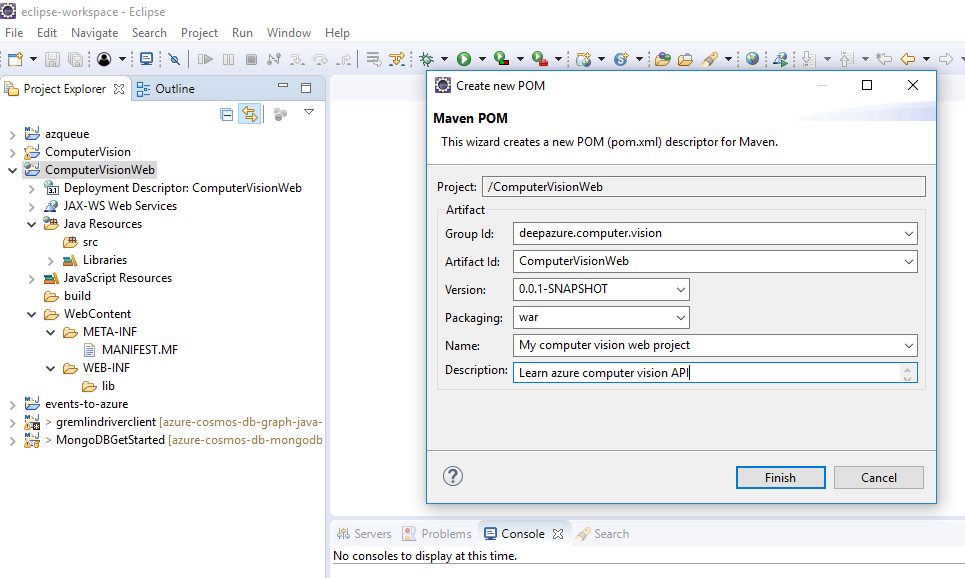 eclipse-workspace - Eclipse
File Edit Navigate Search Project Run Window Help
Project Explorer Outline
azqueue
ComputerVision
ComputerVisionWeb
Deployment Descriptor: ComputerVisionWeb
JAX-WS Web Services
Java Resources
src
Libraries
JavaScript Resources
build
WebContent
META-INF
MANIFEST.MF
WEB-INF
lib
events-to-azure
> gremlindriverclient [azure-cosmos-db-graph-java-
> MongoDBGetStarted [azure-cosmos-db-mongodb
Create new POM
Maven POM
This wizard creates a new POM (pom.xml) descriptor for Maven.
Project: /ComputerVisionWeb
Artifact
Group Id: deepazure.computer.vision
Artifact Id: ComputerVisionWeb
Version: 0.0.1-SNAPSHOT
Packaging: war
Name: My computer vision web project
Description: Learn azure computer vision API
? Finish Cancel
Servers Problems Console Search
No consoles to display at this time.